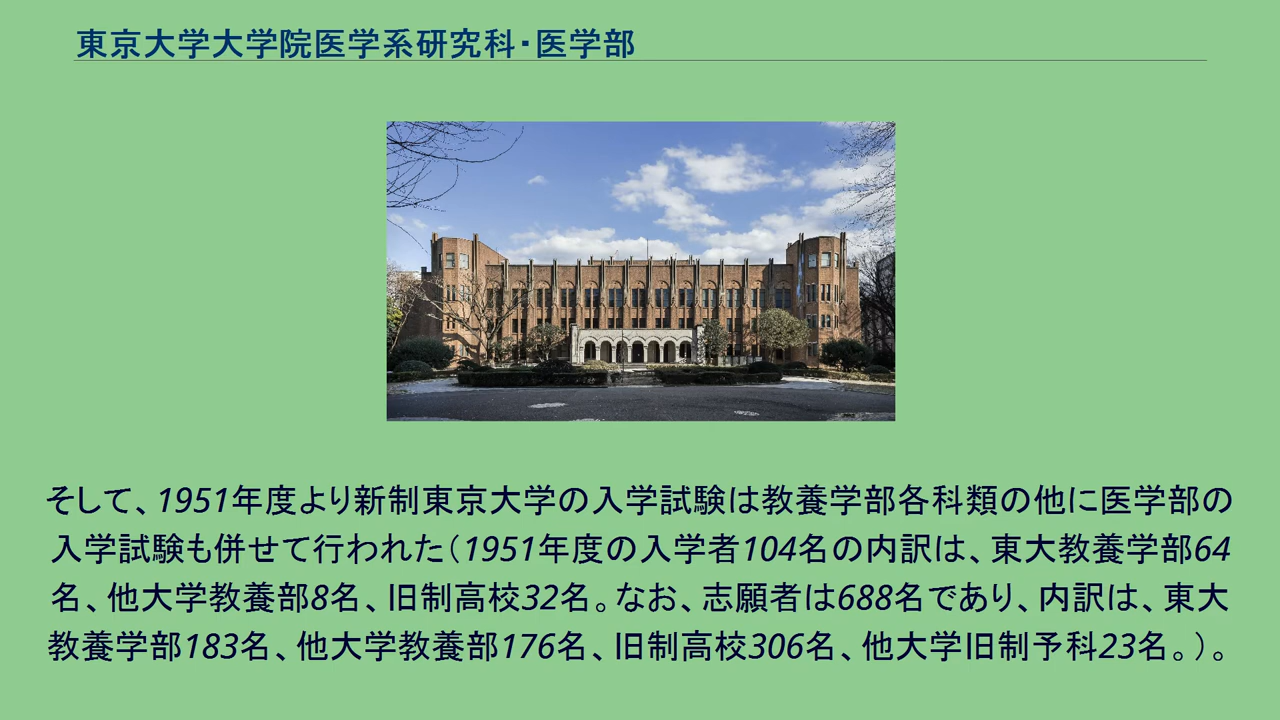 東京大学大学院医学系研究科・医学部
そして、1951年度より新制東京大学の入学試験は教養学部各科類の他に医学部の
入学試験も併せて行われた(1951年度の入学者104名の内訳は、東大教養学部64
名、他大学教養部8名、旧制高校32名。なお、志願者は688名であり、内訳は、東大
教養学部183名、他大学教養部176名、旧制高校306名、他大学旧制予科23名。)。